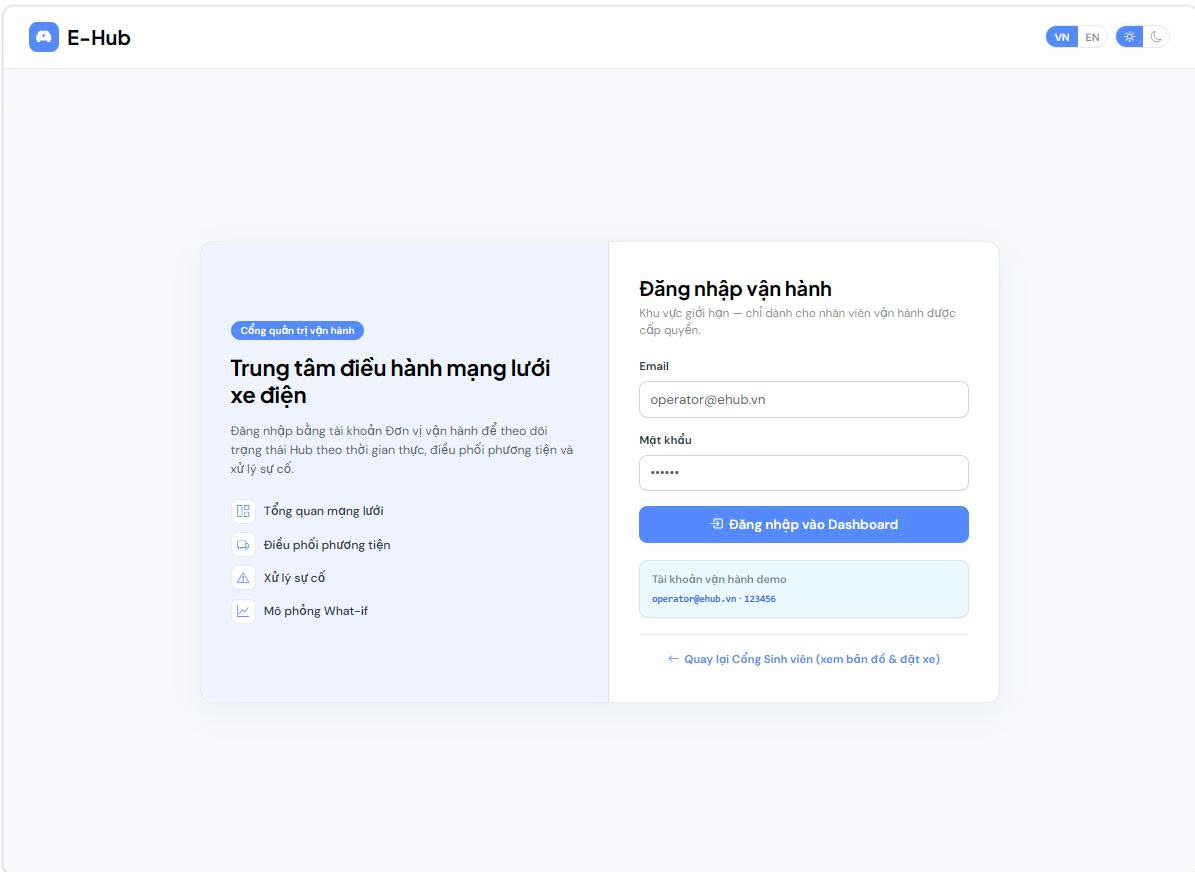 E-Hub
VN EN
Cổng quản trị vận hành
Trung tâm điều hành mạng lưới
xe điện
Đăng nhập bằng tài khoản Đơn vị vận hành để theo dõi
trạng thái Hub theo thời gian thực, điều phối phương tiện và
xử lý sự cố.
Tổng quan mạng lưới
Điều phối phương tiện
Xử lý sự cố
Mô phỏng What-if
Đăng nhập vận hành
Khu vực giới hạn — chỉ dành cho nhân viên vận hành được
cấp quyền.
Email
operator@ehub.vn
Mật khẩu
••••••
Đăng nhập vào Dashboard
Tài khoản vận hành demo
operator@ehub.vn · 123456
← Quay lại Cổng Sinh viên (xem bản đồ & đặt xe)